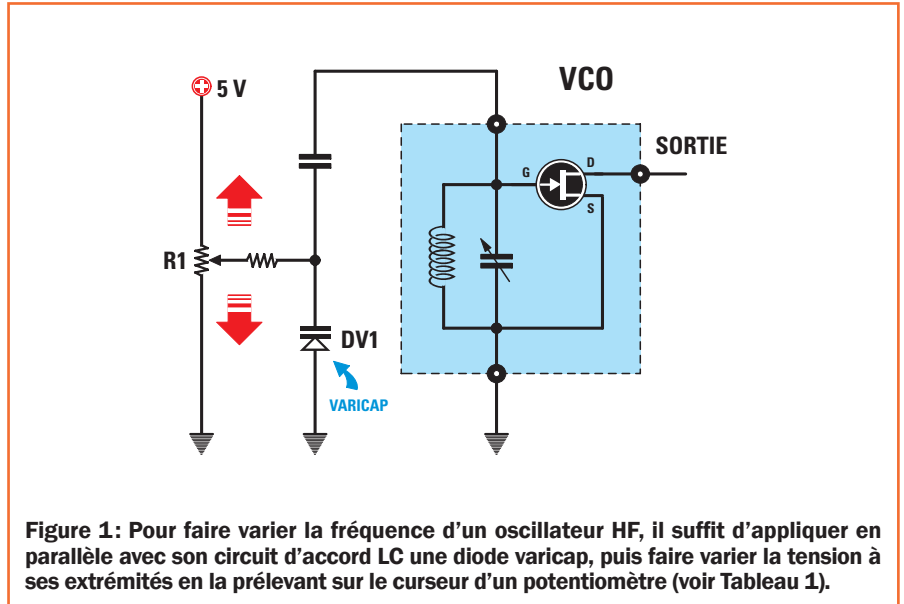 VCO
5 V
SORTIE
G
D
S
R1
DV1
VARICAP
Figure 1: Pour faire varier la fréquence d'un oscillateur HF, il suffit d'appliquer en
parallèle avec son circuit d'accord LC une diode varicap, puis faire varier la tension à
ses extrémités en la prélevant sur le curseur d'un potentiomètre (voir Tableau 1).